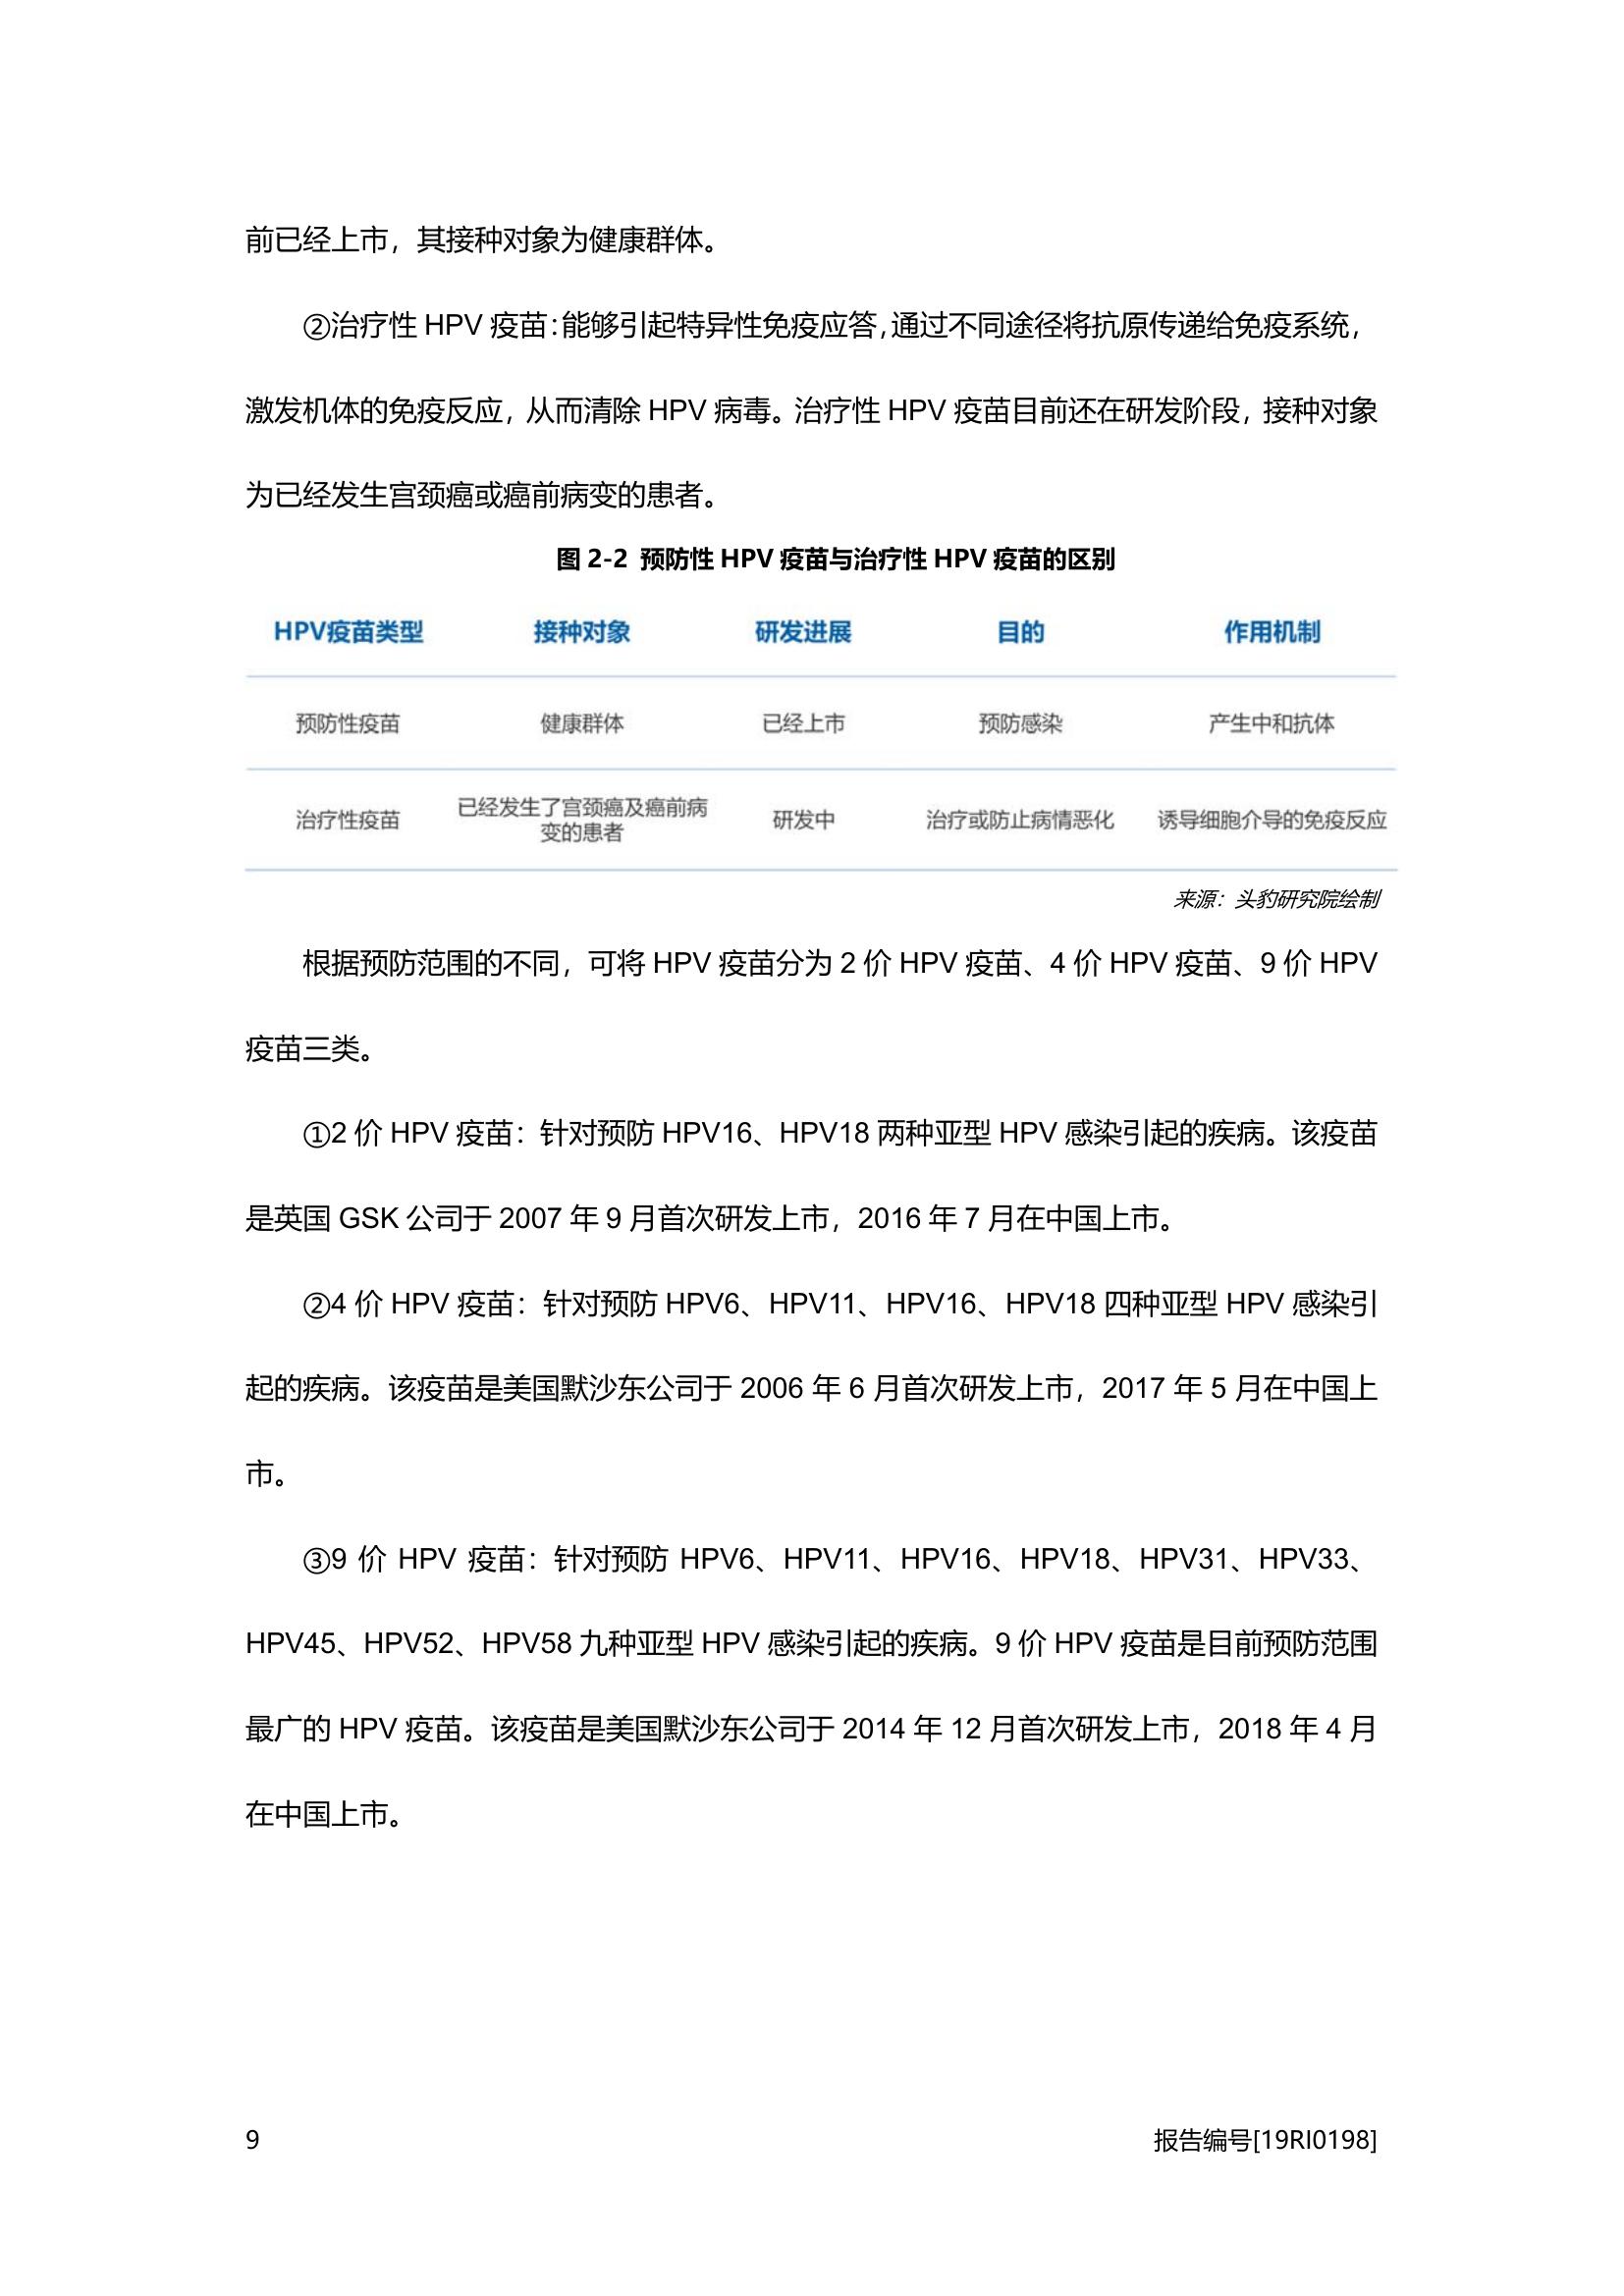 前已经上市，其接种对象为健康群体。
②治疗性 HPV 疫苗：能够引起特异性免疫应答，通过不同途径将抗原传递给免疫系统，
激发机体的免疫反应，从而清除 HPV 病毒。治疗性 HPV 疫苗目前还在研发阶段，接种对象
为已经发生宫颈癌或癌前病变的患者。
图 2-2 预防性 HPV 疫苗与治疗性 HPV 疫苗的区别
HPV疫苗类型 接种对象 研发进展 目的 作用机制
预防性疫苗 健康群体 已经上市 预防感染 产生中和抗体
治疗性疫苗 已经发生了宫颈癌及癌前病
变的患者 研发中 治疗或防止病情恶化 诱导细胞介导的免疫反应
来源：头豹研究院绘制
根据预防范围的不同，可将 HPV 疫苗分为 2 价 HPV 疫苗、4 价 HPV 疫苗、9 价 HPV
疫苗三类。
①2 价 HPV 疫苗：针对预防 HPV16、HPV18 两种亚型 HPV 感染引起的疾病。该疫苗
是英国 GSK 公司于 2007 年 9 月首次研发上市，2016 年 7 月在中国上市。
②4 价 HPV 疫苗：针对预防 HPV6、HPV11、HPV16、HPV18 四种亚型 HPV 感染引
起的疾病。该疫苗是美国默沙东公司于 2006 年 6 月首次研发上市，2017 年 5 月在中国上
市。
③9 价 HPV 疫苗：针对预防 HPV6、HPV11、HPV16、HPV18、HPV31、HPV33、
HPV45、HPV52、HPV58 九种亚型 HPV 感染引起的疾病。9 价 HPV 疫苗是目前预防范围
最广的 HPV 疫苗。该疫苗是美国默沙东公司于 2014 年 12 月首次研发上市，2018 年 4 月
在中国上市。
9 报告编号[19RI0198]